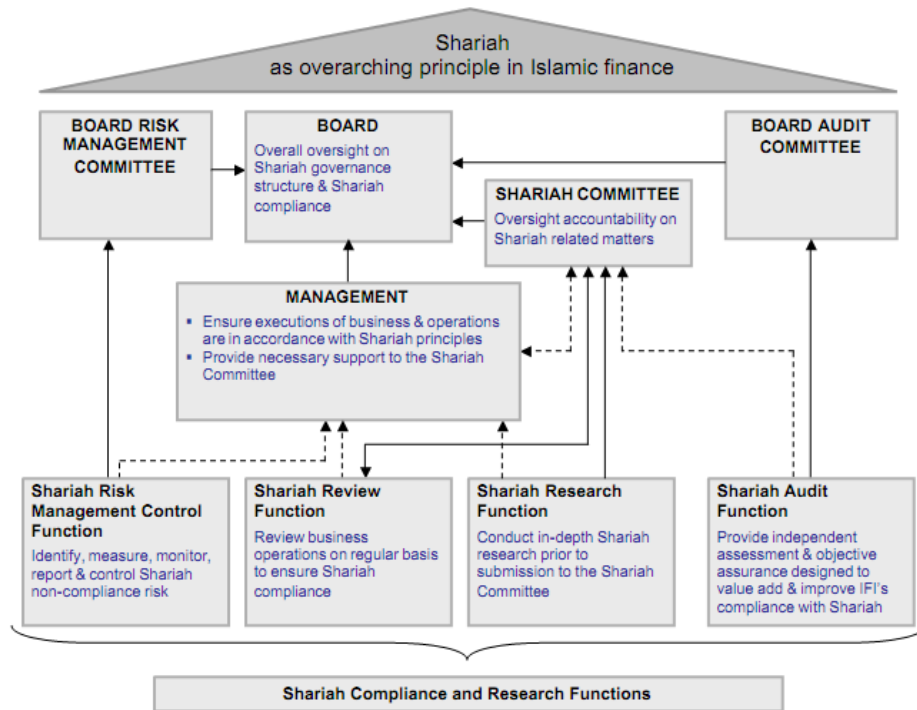 Shariah
as overarching principle in Islamic finance
BOARD RISK
MANAGEMENT
COMMITTEE
BOARD
Overall oversight on
Shariah governance
structure & Shariah
compliance
BOARD AUDIT
COMMITTEE
SHARIAH COMMITTEE
Oversight accountability on
Shariah related matters
MANAGEMENT
▪ Ensure executions of business & operations
are in accordance with Shariah principles
▪ Provide necessary support to the Shariah
Committee
Shariah Risk
Management Control
Function
Identify, measure, monitor,
report & control Shariah
non-compliance risk
Shariah Review
Function
Review business
operations on regular basis
to ensure Shariah
compliance
Shariah Research
Function
Conduct in-depth Shariah
research prior to
submission to the Shariah
Committee
Shariah Audit
Function
Provide independent
assessment & objective
assurance designed to
value add & improve IFI's
compliance with Shariah
Shariah Compliance and Research Functions